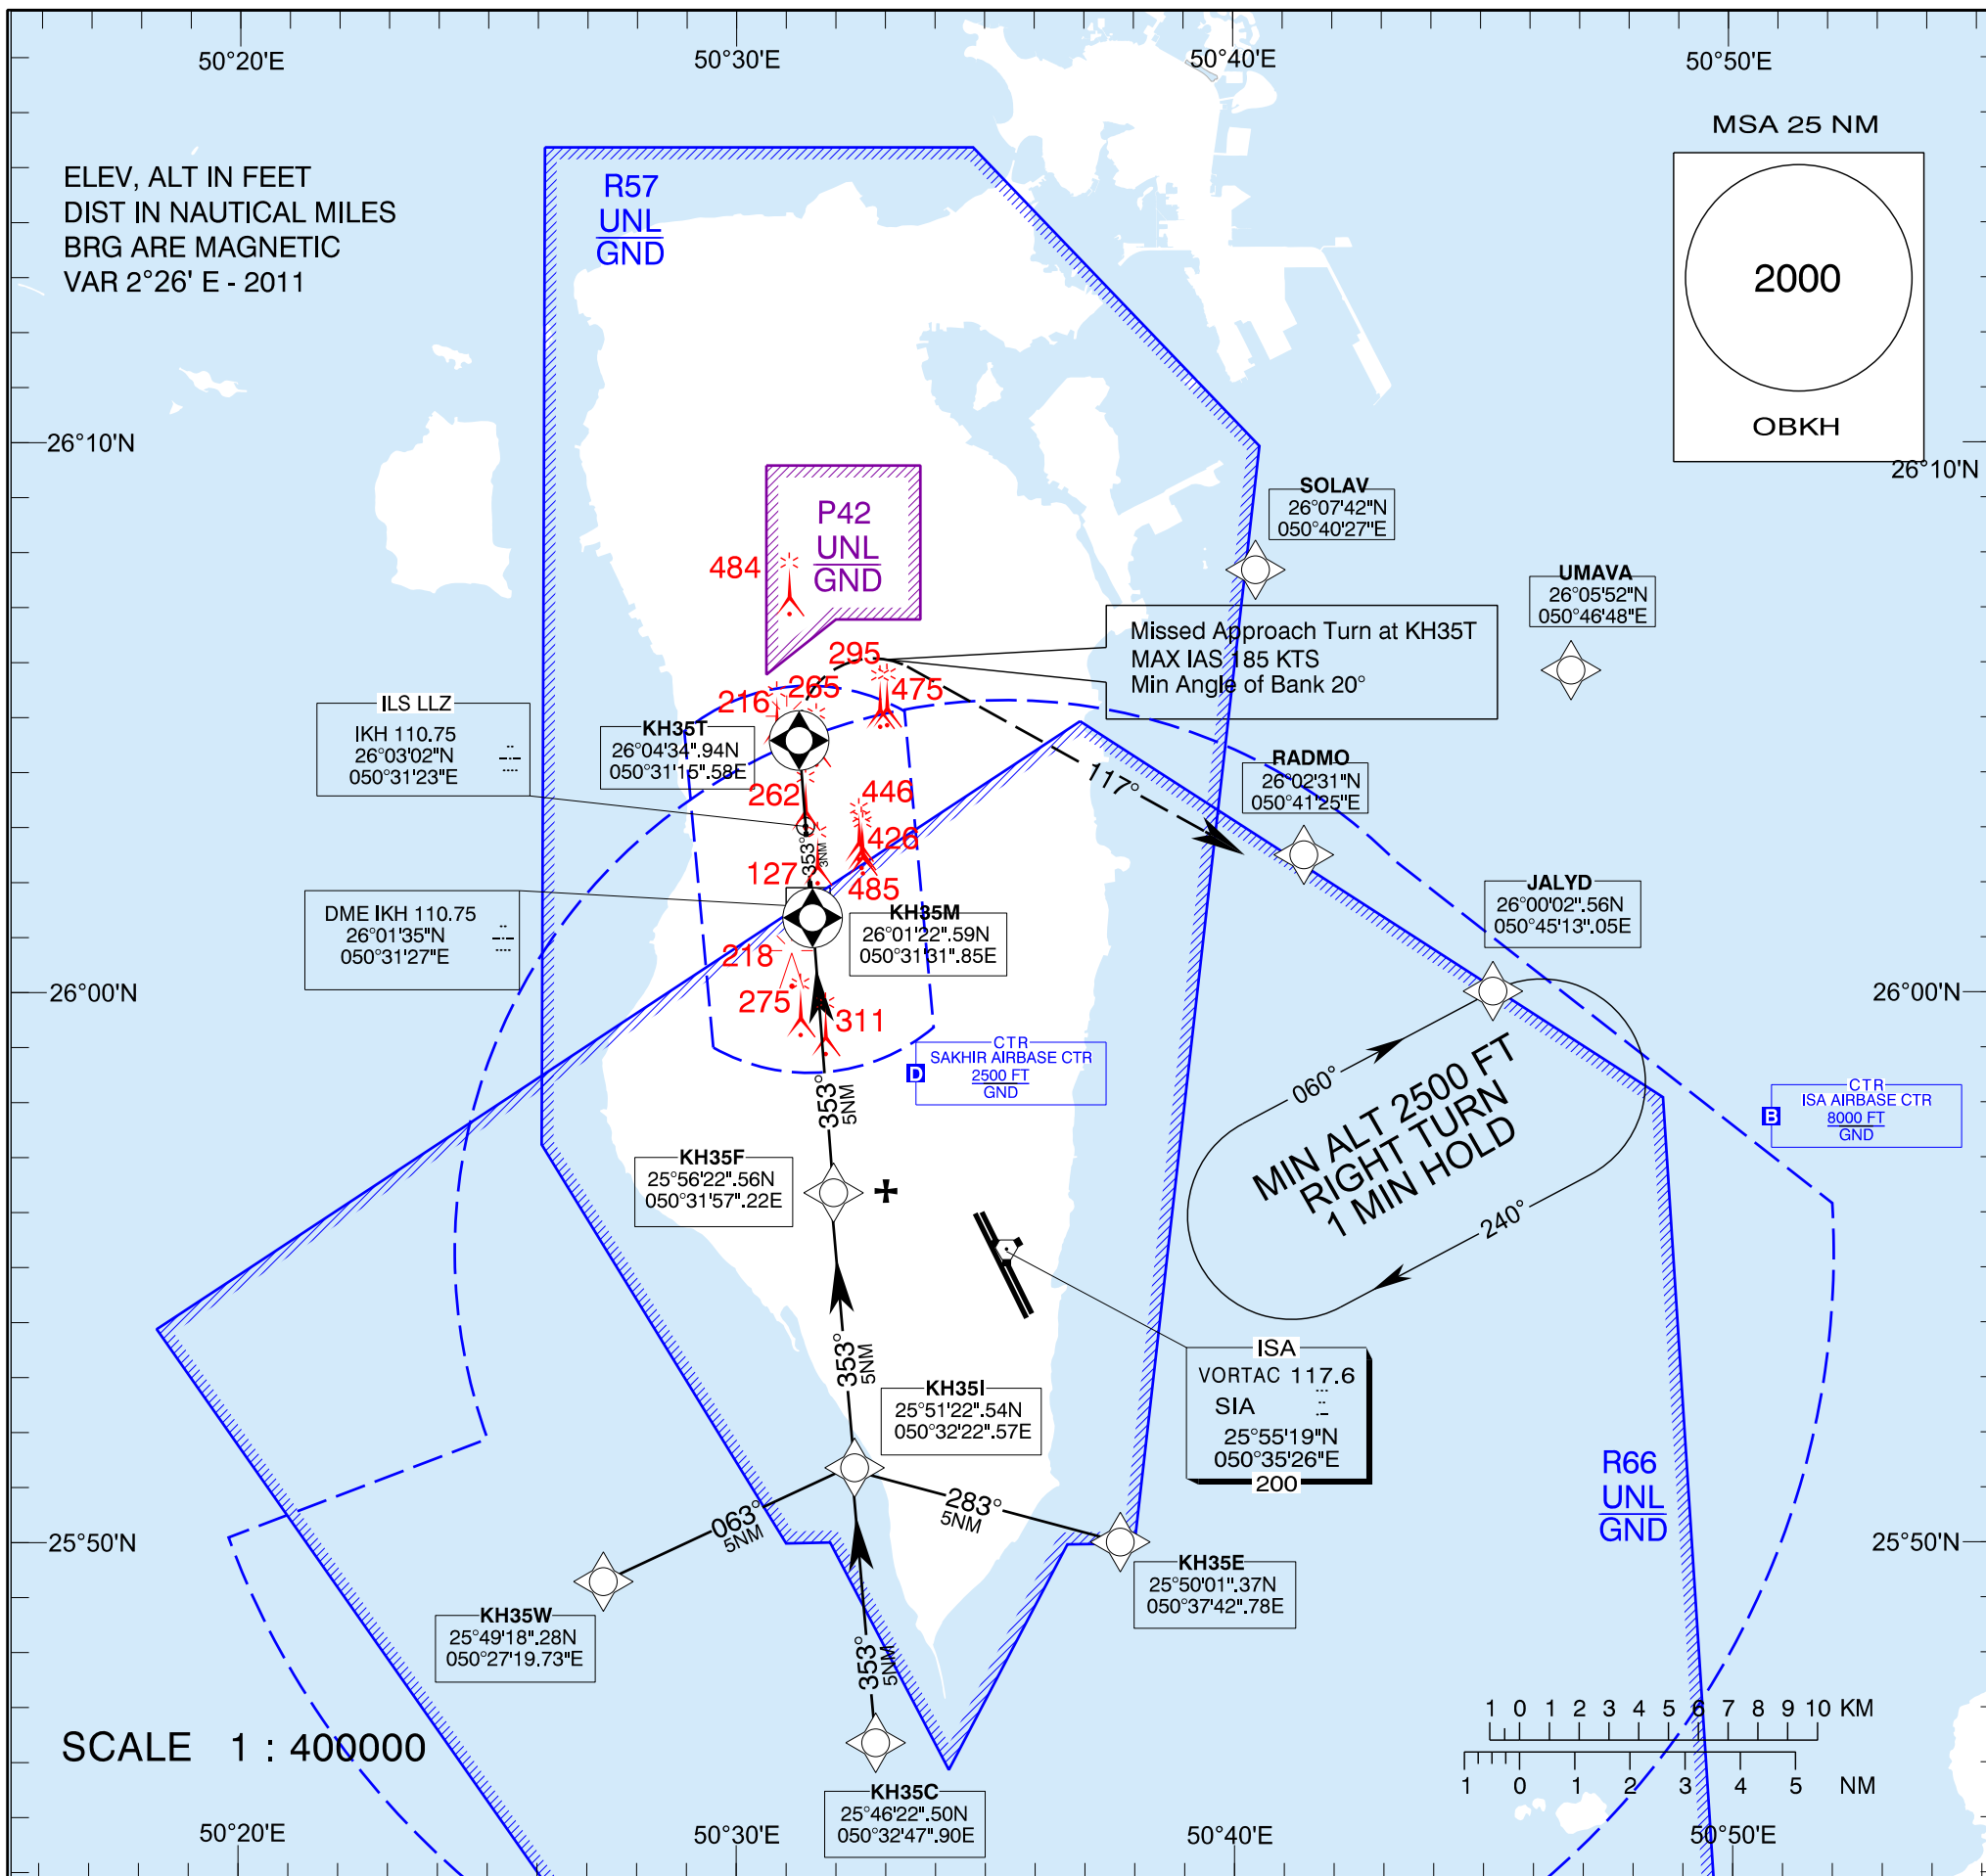 50°20'E
50°30'E
50°40'E
50°50'E
ELEV, ALT IN FEET
DIST IN NAUTICAL MILES
BRG ARE MAGNETIC
VAR 2°26' E - 2011
MSA 25 NM
2000
OBKH
R57
UNL
GND
26°10'N
26°10'N
P42
UNL
GND
484
SOLAV
26°07'42"N
050°40'27"E
UMAVA
26°05'52"N
050°46'48"E
Missed Approach Turn at KH35T
MAX IAS 185 KTS
Min Angle of Bank 20°
295
475
216
265
ILS LLZ
IKH 110.75
26°03'02"N
050°31'23"E
KH35T
26°04'34".94N
050°31'15".58E
RADMO
26°02'31"N
050°41'25"E
117°
262
446
426
485
127
353°
3NM
DME IKH 110.75
26°01'35"N
050°31'27"E
KH35M
26°01'22".59N
050°31'31".85E
JALYD
26°00'02".56N
050°45'13".05E
26°00'N
26°00'N
218
275
311
CTR
SAKHIR AIRBASE CTR
2500 FT
GND
D
353°
5NM
060°
MIN ALT 2500 FT
RIGHT TURN
1 MIN HOLD
240°
CTR
ISA AIRBASE CTR
8000 FT
GND
B
KH35F
25°56'22".56N
050°31'57".22E
353°
5NM
KH35I
25°51'22".54N
050°32'22".57E
ISA
VORTAC 117.6
SIA
25°55'19"N
050°35'26"E
200
R66
UNL
GND
063°
5NM
283°
5NM
25°50'N
25°50'N
KH35E
25°50'01".37N
050°37'42".78E
KH35W
25°49'18".28N
050°27'19.73"E
353°
5NM
SCALE 1 : 400000
KH35C
25°46'22".50N
050°32'47".90E
1 0 1 2 3 4 5 6 7 8 9 10 KM
1 0 1 2 3 4 5 NM
50°20'E
50°30'E
50°40'E
50°50'E